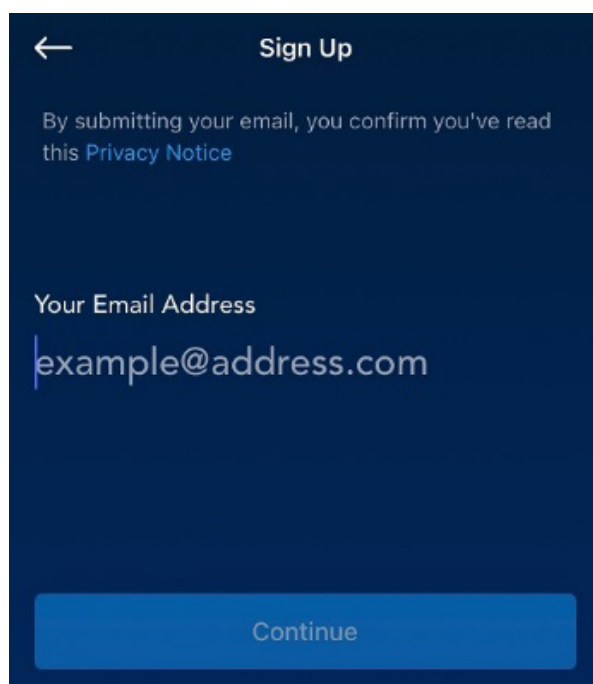 Sign Up
By submitting your email, you confirm you've read
this Privacy Notice
Your Email Address
example@address.com
Continue